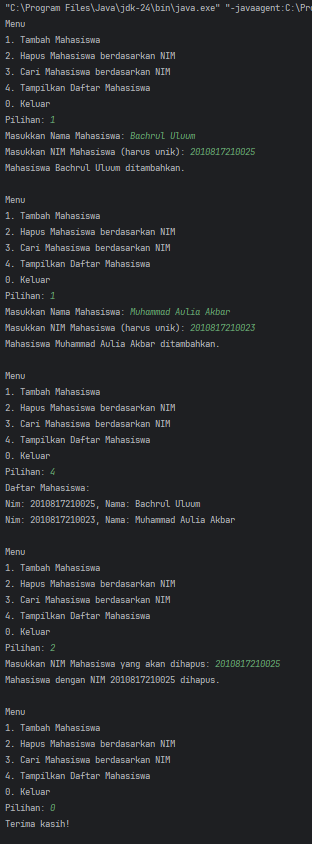 "C:\Program Files\Java\jdk-24\bin\java.exe" "-javaagent:C:\Pro
Menu
1. Tambah Mahasiswa
2. Hapus Mahasiswa berdasarkan NIM
3. Cari Mahasiswa berdasarkan NIM
4. Tampilkan Daftar Mahasiswa
0. Keluar
Pilihan: 1
Masukkan Nama Mahasiswa: Bachrul Uluum
Masukkan NIM Mahasiswa (harus unik): 2010817210025
Mahasiswa Bachrul Uluum ditambahkan.
Menu
1. Tambah Mahasiswa
2. Hapus Mahasiswa berdasarkan NIM
3. Cari Mahasiswa berdasarkan NIM
4. Tampilkan Daftar Mahasiswa
0. Keluar
Pilihan: 1
Masukkan Nama Mahasiswa: Muhammad Aulia Akbar
Masukkan NIM Mahasiswa (harus unik): 2010817210023
Mahasiswa Muhammad Aulia Akbar ditambahkan.
Menu
1. Tambah Mahasiswa
2. Hapus Mahasiswa berdasarkan NIM
3. Cari Mahasiswa berdasarkan NIM
4. Tampilkan Daftar Mahasiswa
0. Keluar
Pilihan: 4
Daftar Mahasiswa:
Nim: 2010817210025, Nama: Bachrul Uluum
Nim: 2010817210023, Nama: Muhammad Aulia Akbar
Menu
1. Tambah Mahasiswa
2. Hapus Mahasiswa berdasarkan NIM
3. Cari Mahasiswa berdasarkan NIM
4. Tampilkan Daftar Mahasiswa
0. Keluar
Pilihan: 2
Masukkan NIM Mahasiswa yang akan dihapus: 2010817210025
Mahasiswa dengan NIM 2010817210025 dihapus.
Menu
1. Tambah Mahasiswa
2. Hapus Mahasiswa berdasarkan NIM
3. Cari Mahasiswa berdasarkan NIM
4. Tampilkan Daftar Mahasiswa
0. Keluar
Pilihan: 0
Terima kasih!